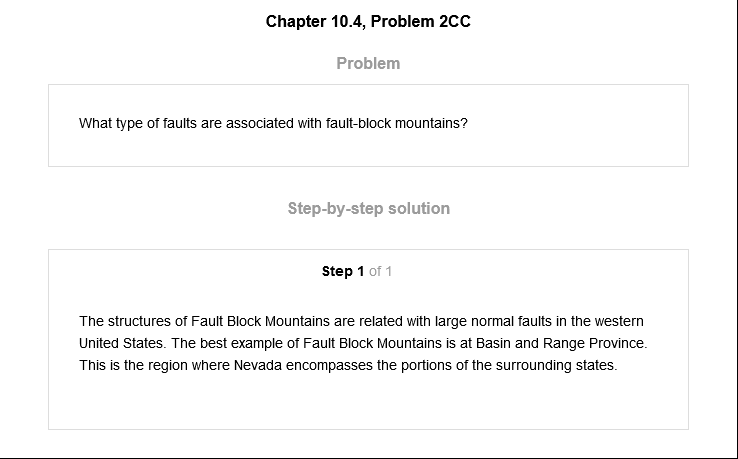 Chapter 10.4, Problem 2CC
Problem
What type of faults are associated with fault-block mountains?
Step-by-step solution
Step 1 of 1
The structures of Fault Block Mountains are related with large normal faults in the western
United States. The best example of Fault Block Mountains is at Basin and Range Province.
This is the region where Nevada encompasses the portions of the surrounding states.